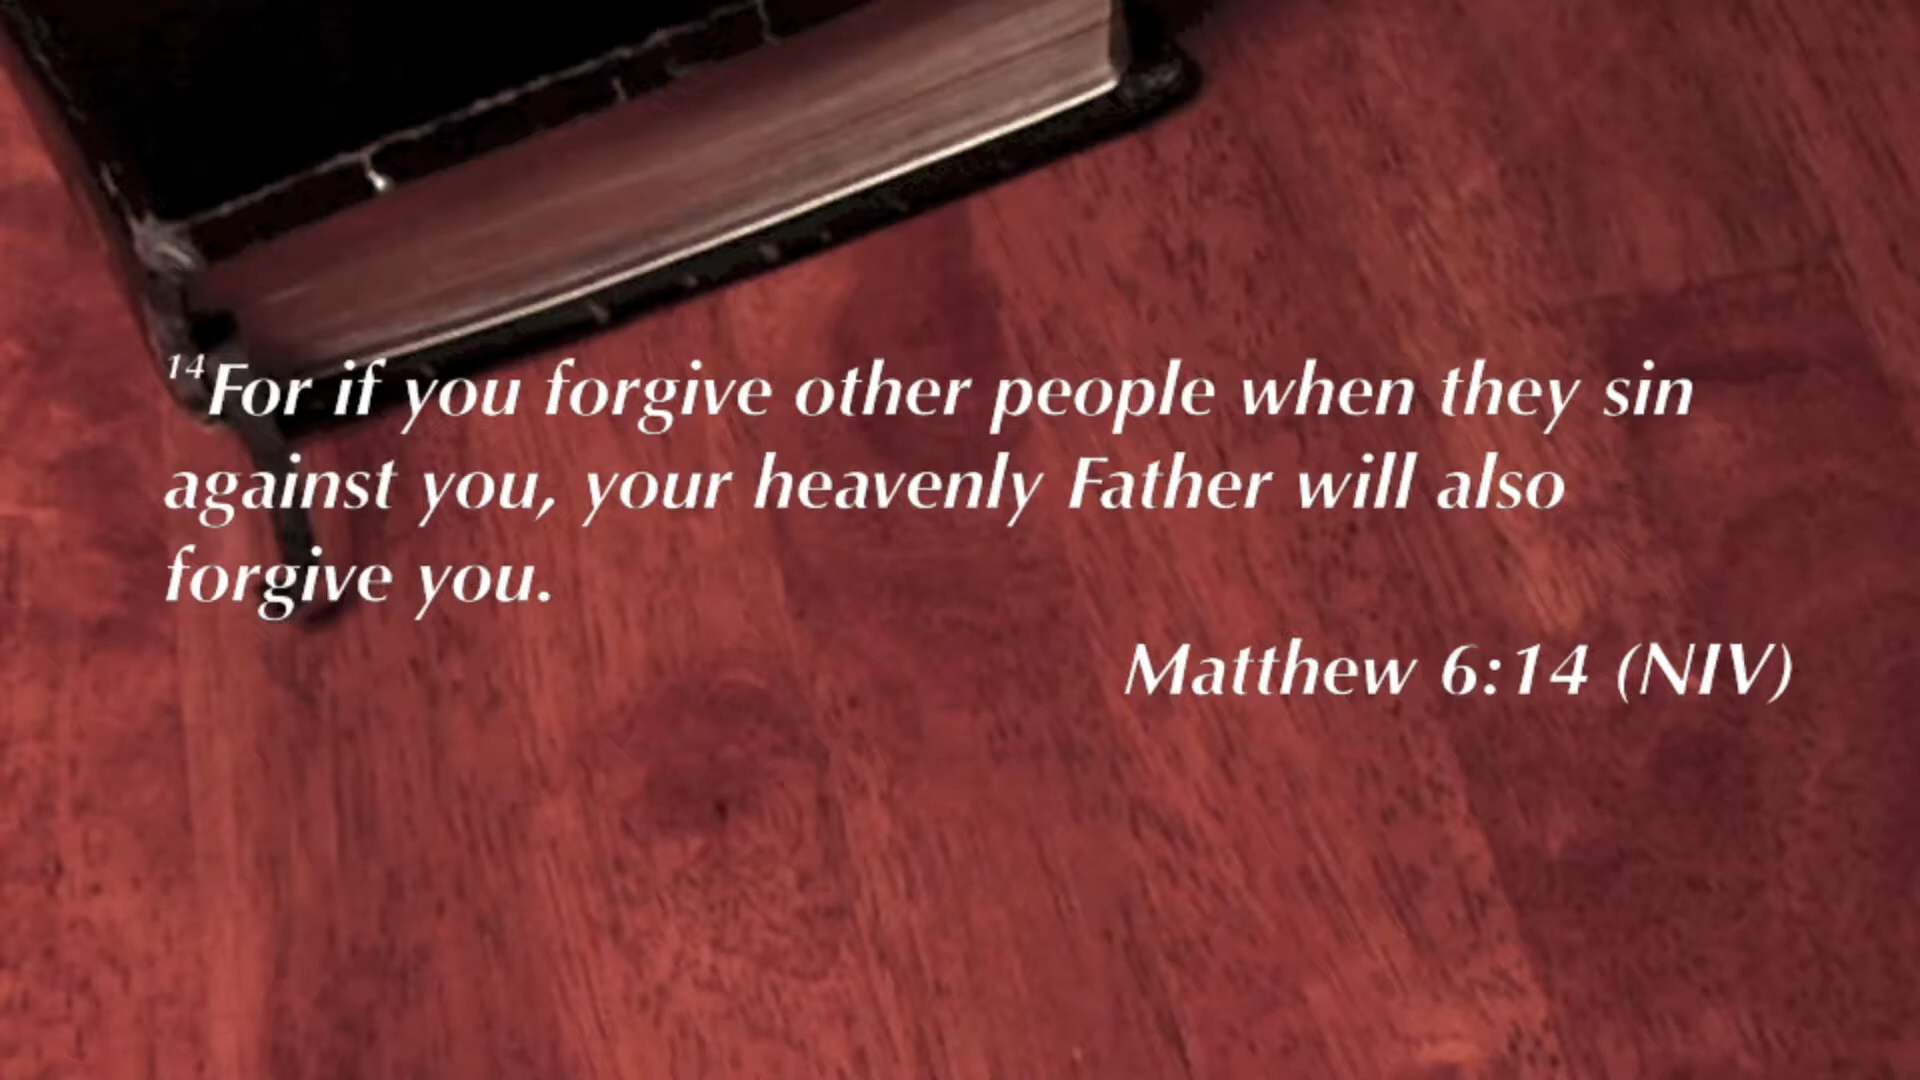 ¹⁴For if you forgive other people when they sin
against you, your heavenly Father will also
forgive you.
Matthew 6:14 (NIV)